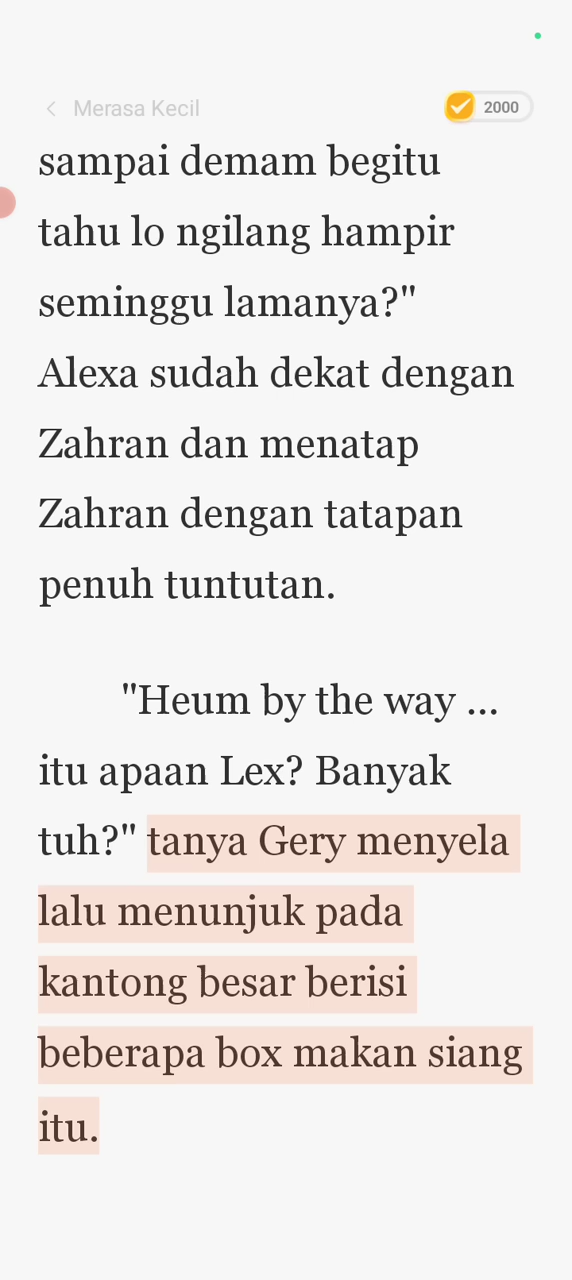 Merasa Kecil
2000
sampai demam begitu
tahu lo ngilang hampir
seminggu lamanya?"
Alexa sudah dekat dengan
Zahran dan menatap
Zahran dengan tatapan
penuh tuntutan.
"Heum by the way ...
itu apaan Lex? Banyak
tuh?" tanya Gery menyela
lalu menunjuk pada
kantong besar berisi
beberapa box makan siang
itu.